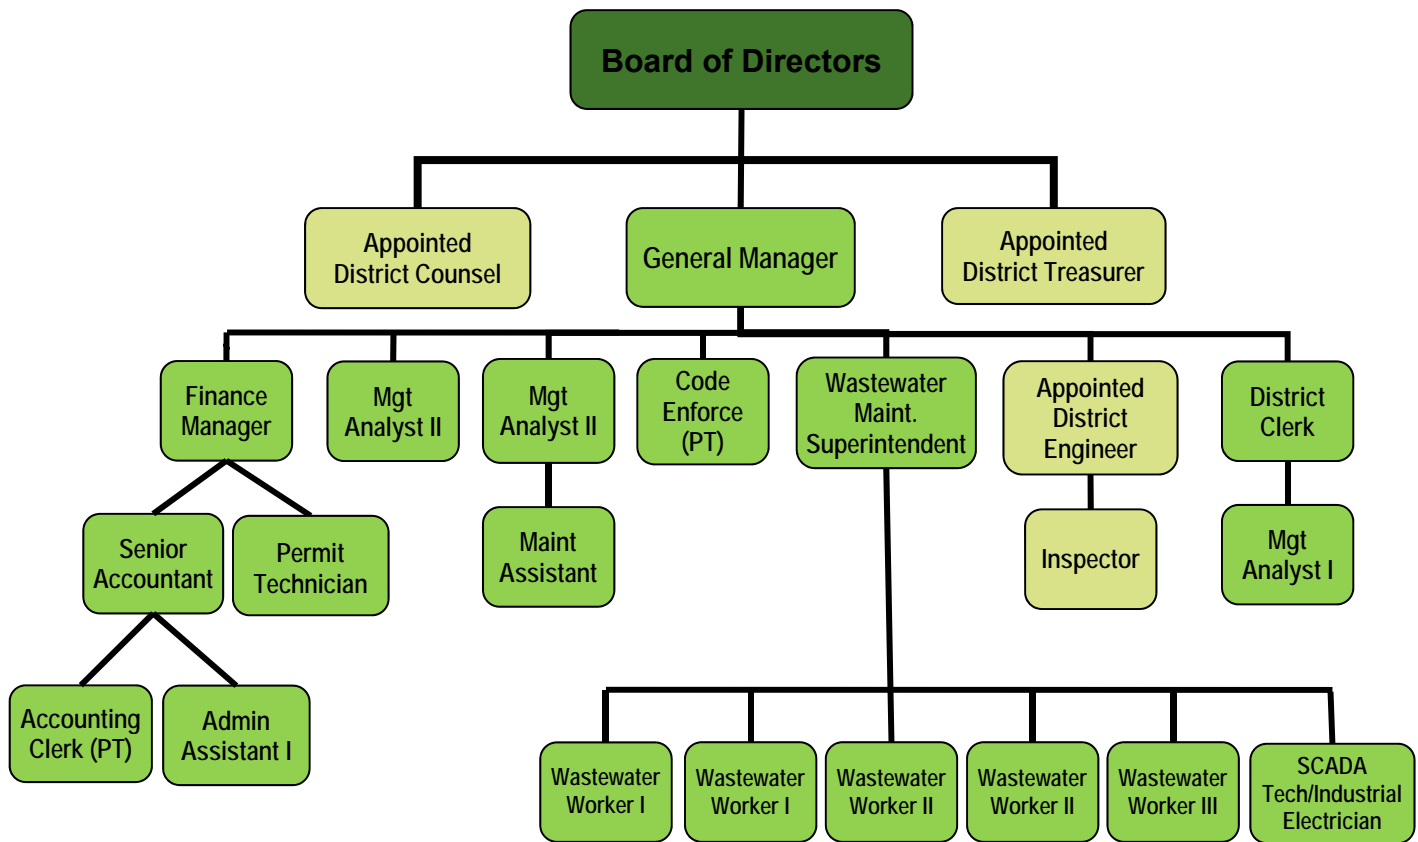 Board of Directors
Appointed
District Counsel
General Manager
Appointed
District Treasurer
Finance
Manager
Mgt
Analyst II
Mgt
Analyst II
Code
Enforce
(PT)
Wastewater
Maint.
Superintendent
Appointed
District
Engineer
District
Clerk
Senior
Accountant
Permit
Technician
Maint
Assistant
Inspector
Mgt
Analyst I
Accounting
Clerk (PT)
Admin
Assistant I
Wastewater
Worker I
Wastewater
Worker I
Wastewater
Worker II
Wastewater
Worker II
Wastewater
Worker III
SCADA
Tech/Industrial
Electrician